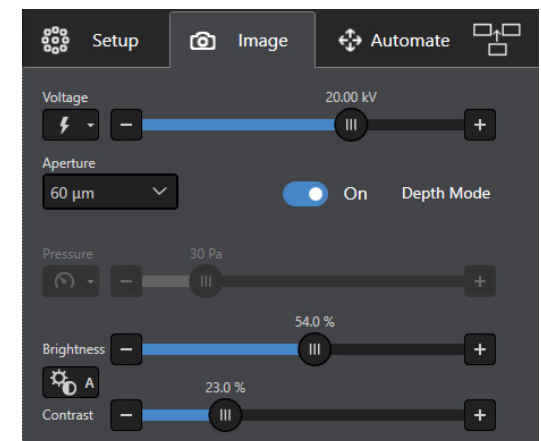 Setup Image Automate
Voltage 20.00 kV
Aperture
60 μm On Depth Mode
Pressure 30 Pa
54.0 %
Brightness
A 23.0 %
Contrast